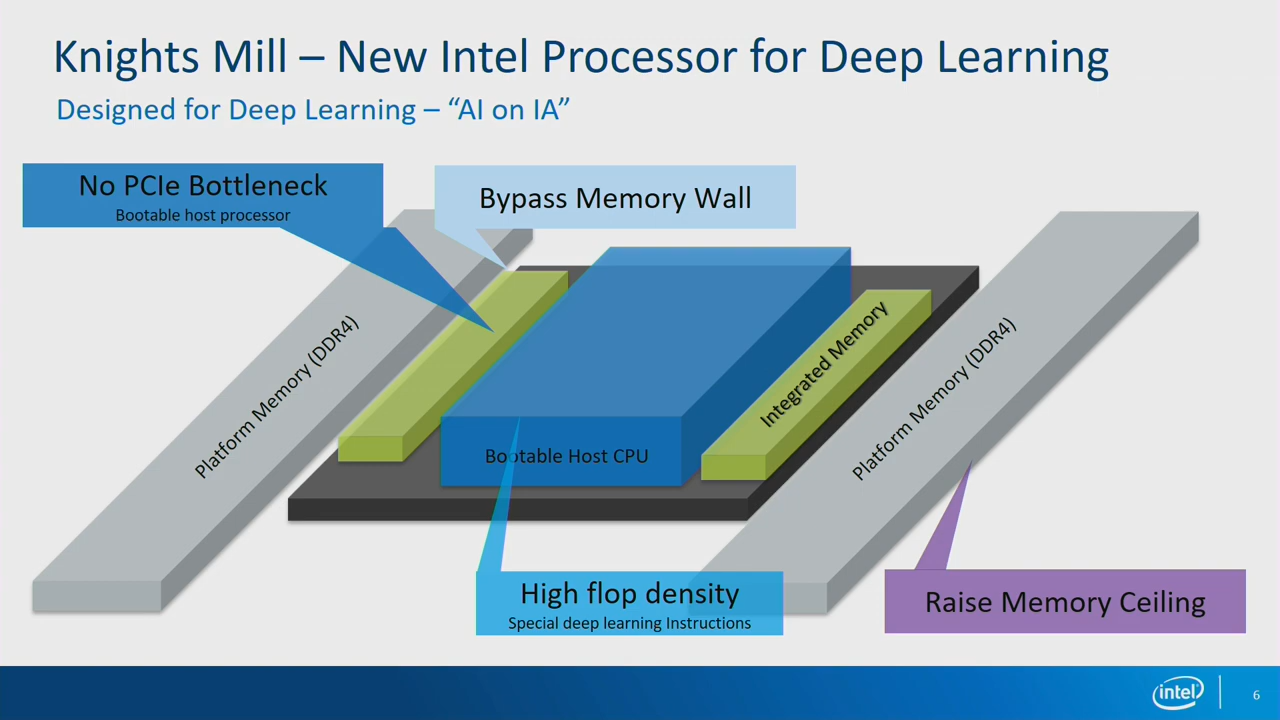 Knights Mill – New Intel Processor for Deep Learning
Designed for Deep Learning – “AI on IA”
No PCIe Bottleneck
Bootable host processor
Bypass Memory Wall
Platform Memory (DDR4)
Integrated Memory
Platform Memory (DDR4)
Bootable Host CPU
High flop density
Special deep learning Instructions
Raise Memory Ceiling
intel
6